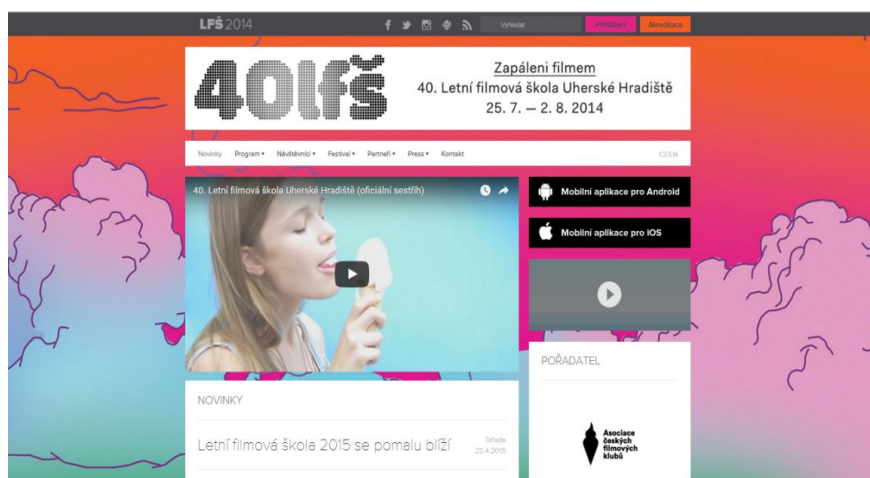 LFŠ 2014
Vyhledat
Přihlášení
Akreditace
40lfš
Zapáleni filmem
40. Letní filmová škola Uherské Hradiště
25. 7. — 2. 8. 2014
Novinky Program Návštěvníci Festival Partneři Press Kontakt CZ/EN
40. Letní filmová škola Uherské Hradiště (oficiální sestřih)
Mobilní aplikace pro Android
Mobilní aplikace pro IOS
POŘADATEL
Asociace
českých
filmových
klubů
NOVINKY
Letní filmová škola 2015 se pomalu blíží
Středa
22.4.2015